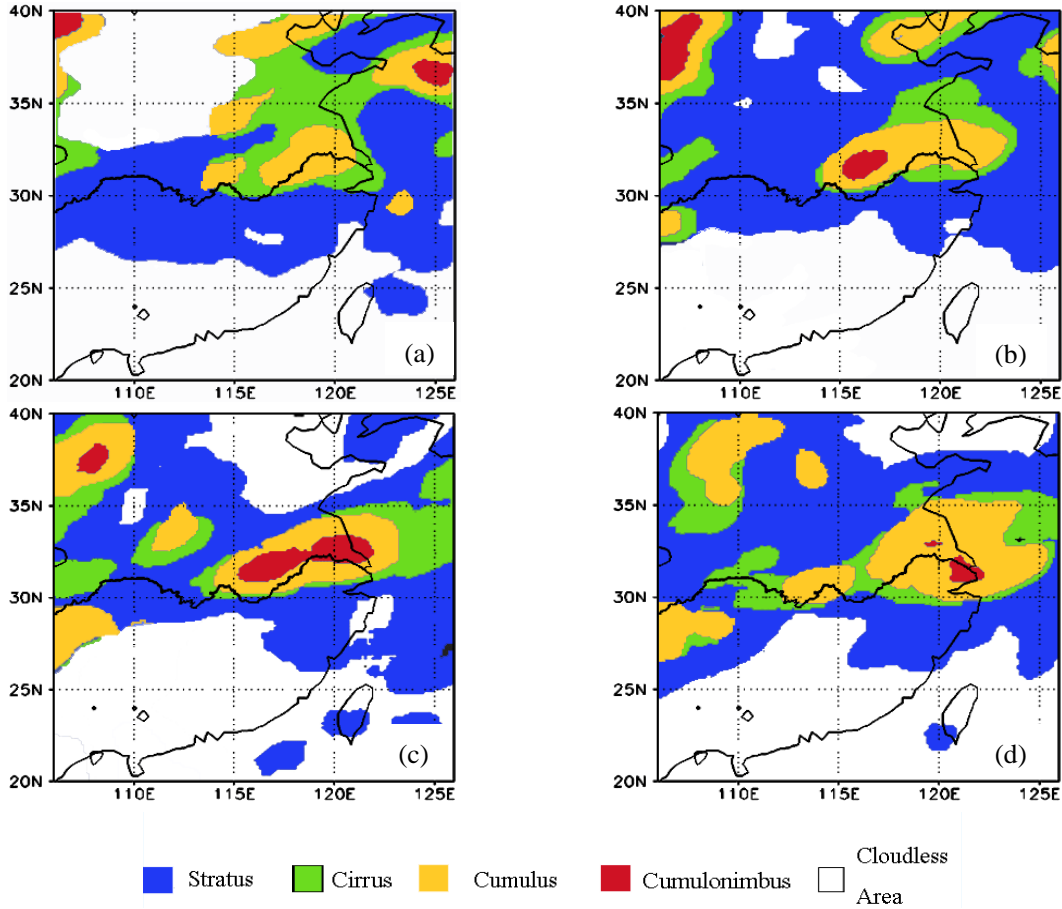 40N
35N
30N
25N
20N
110E 115E 120E 125E
(a)
40N
35N
30N
25N
20N
110E 115E 120E 125E
(b)
40N
35N
30N
25N
20N
110E 115E 120E 125E
(c)
40N
35N
30N
25N
20N
110E 115E 120E 125E
(d)
Stratus Cirrus Cumulus Cumulonimbus Cloudless
Area